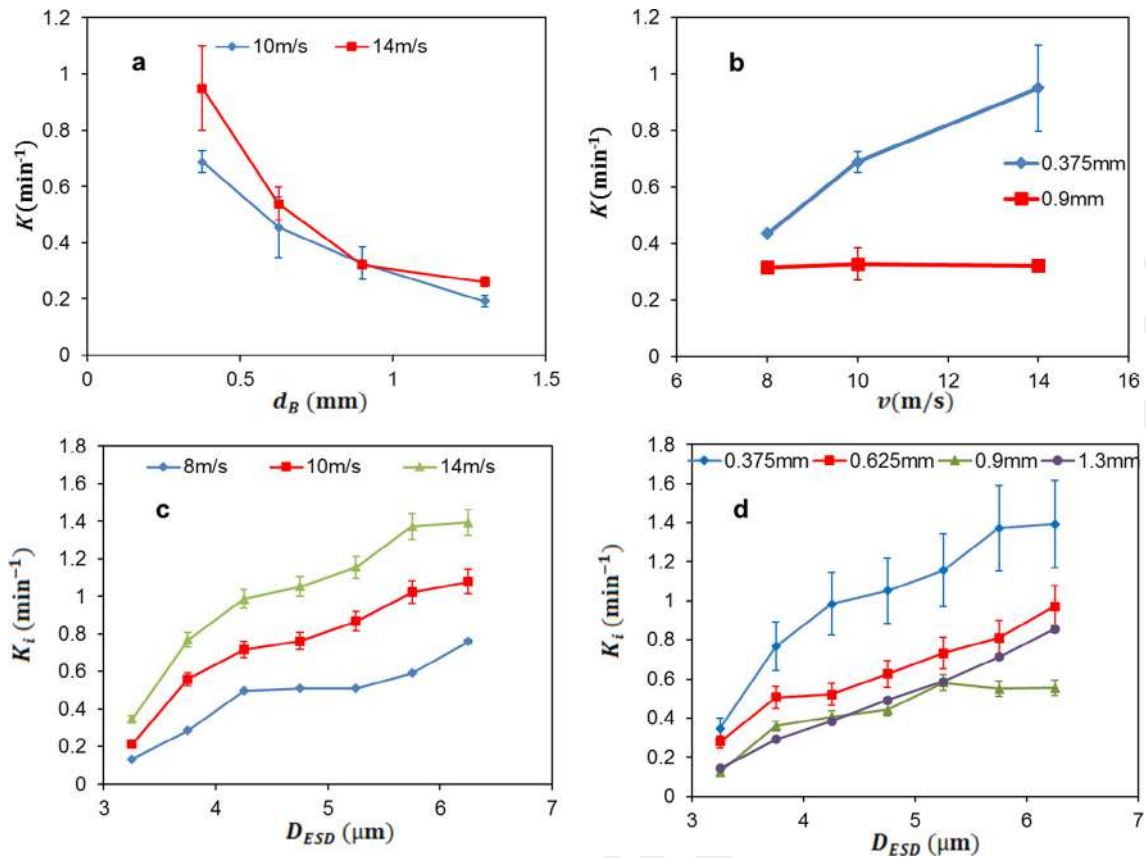 a
10m/s 14m/s
K(min⁻¹)
1.2
1
0.8
0.6
0.4
0.2
0
0 0.5 1 1.5
d_B (mm)
b
0.375mm
0.9mm
K(min⁻¹)
1.2
1
0.8
0.6
0.4
0.2
0
6 8 10 12 14 16
v(m/s)
c
8m/s 10m/s 14m/s
K_i (min⁻¹)
1.8
1.6
1.4
1.2
1
0.8
0.6
0.4
0.2
0
3 4 5 6 7
D_ESD (μm)
d
0.375mm 0.625mm 0.9mm 1.3mm
K_i (min⁻¹)
1.8
1.6
1.4
1.2
1
0.8
0.6
0.4
0.2
0
3 4 5 6 7
D_ESD (μm)